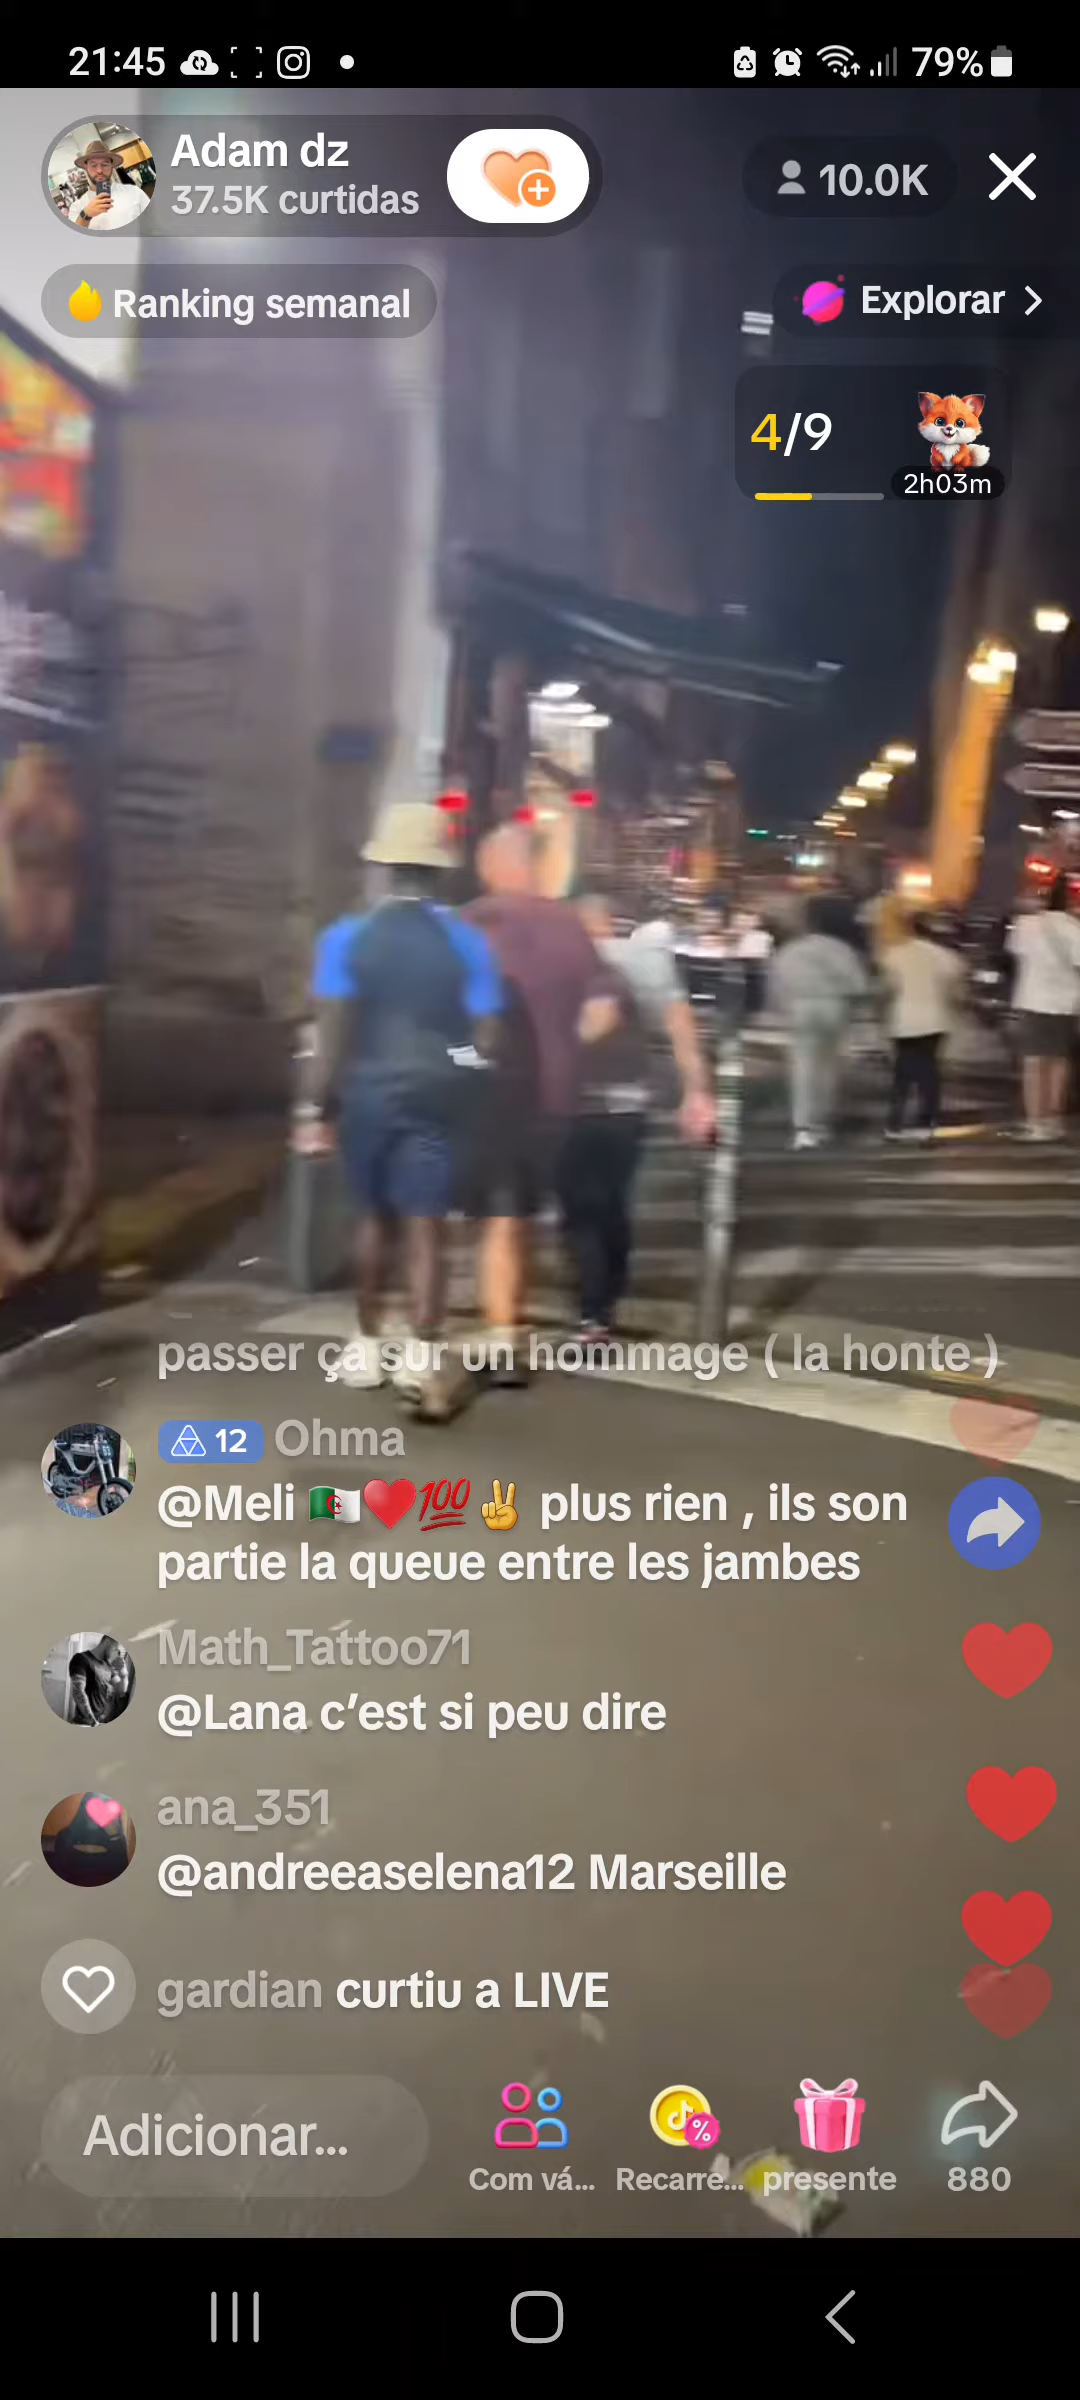 21:45
79%
Adam dz
37.5K curtidas
10.0K
Ranking semanal
Explorar
4/9
2h03m
passer ça sur un hommage ( la honte )
12 Ohma
@Meli 🇩🇿❤️💯✌️ plus rien , ils son
partie la queue entre les jambes
Math_Tattoo71
@Lana c’est si peu dire
ana_351
@andreeaselena12 Marseille
gardian curtiu a LIVE
Adicionar...
Com vá...
Recarre...
presente
880